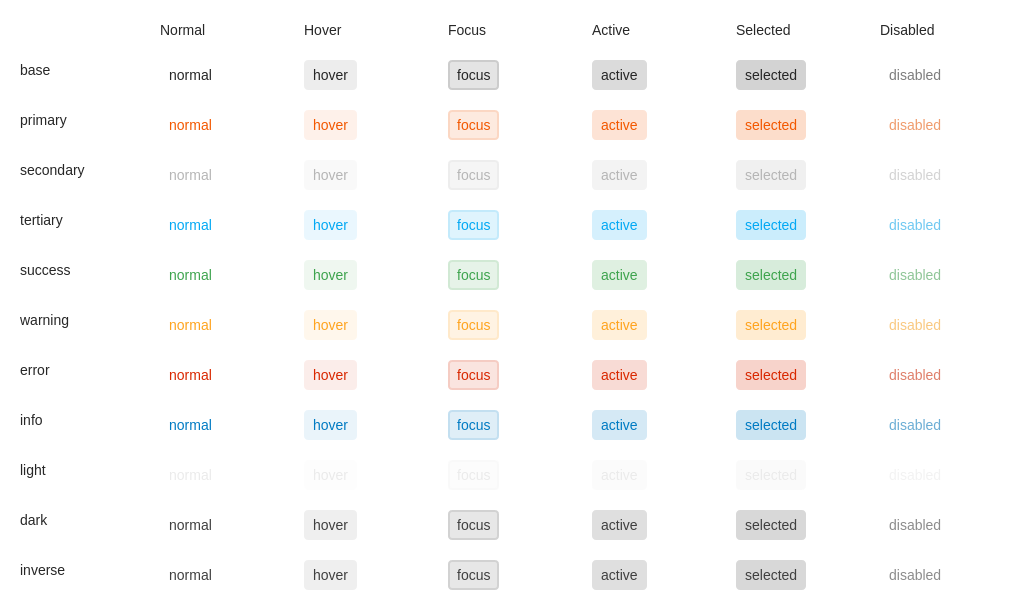 Normal Hover Focus Active Selected Disabled
base normal hover focus active selected disabled
primary normal hover focus active selected disabled
secondary normal hover focus active selected disabled
tertiary normal hover focus active selected disabled
success normal hover focus active selected disabled
warning normal hover focus active selected disabled
error normal hover focus active selected disabled
info normal hover focus active selected disabled
light normal hover focus active selected disabled
dark normal hover focus active selected disabled
inverse normal hover focus active selected disabled